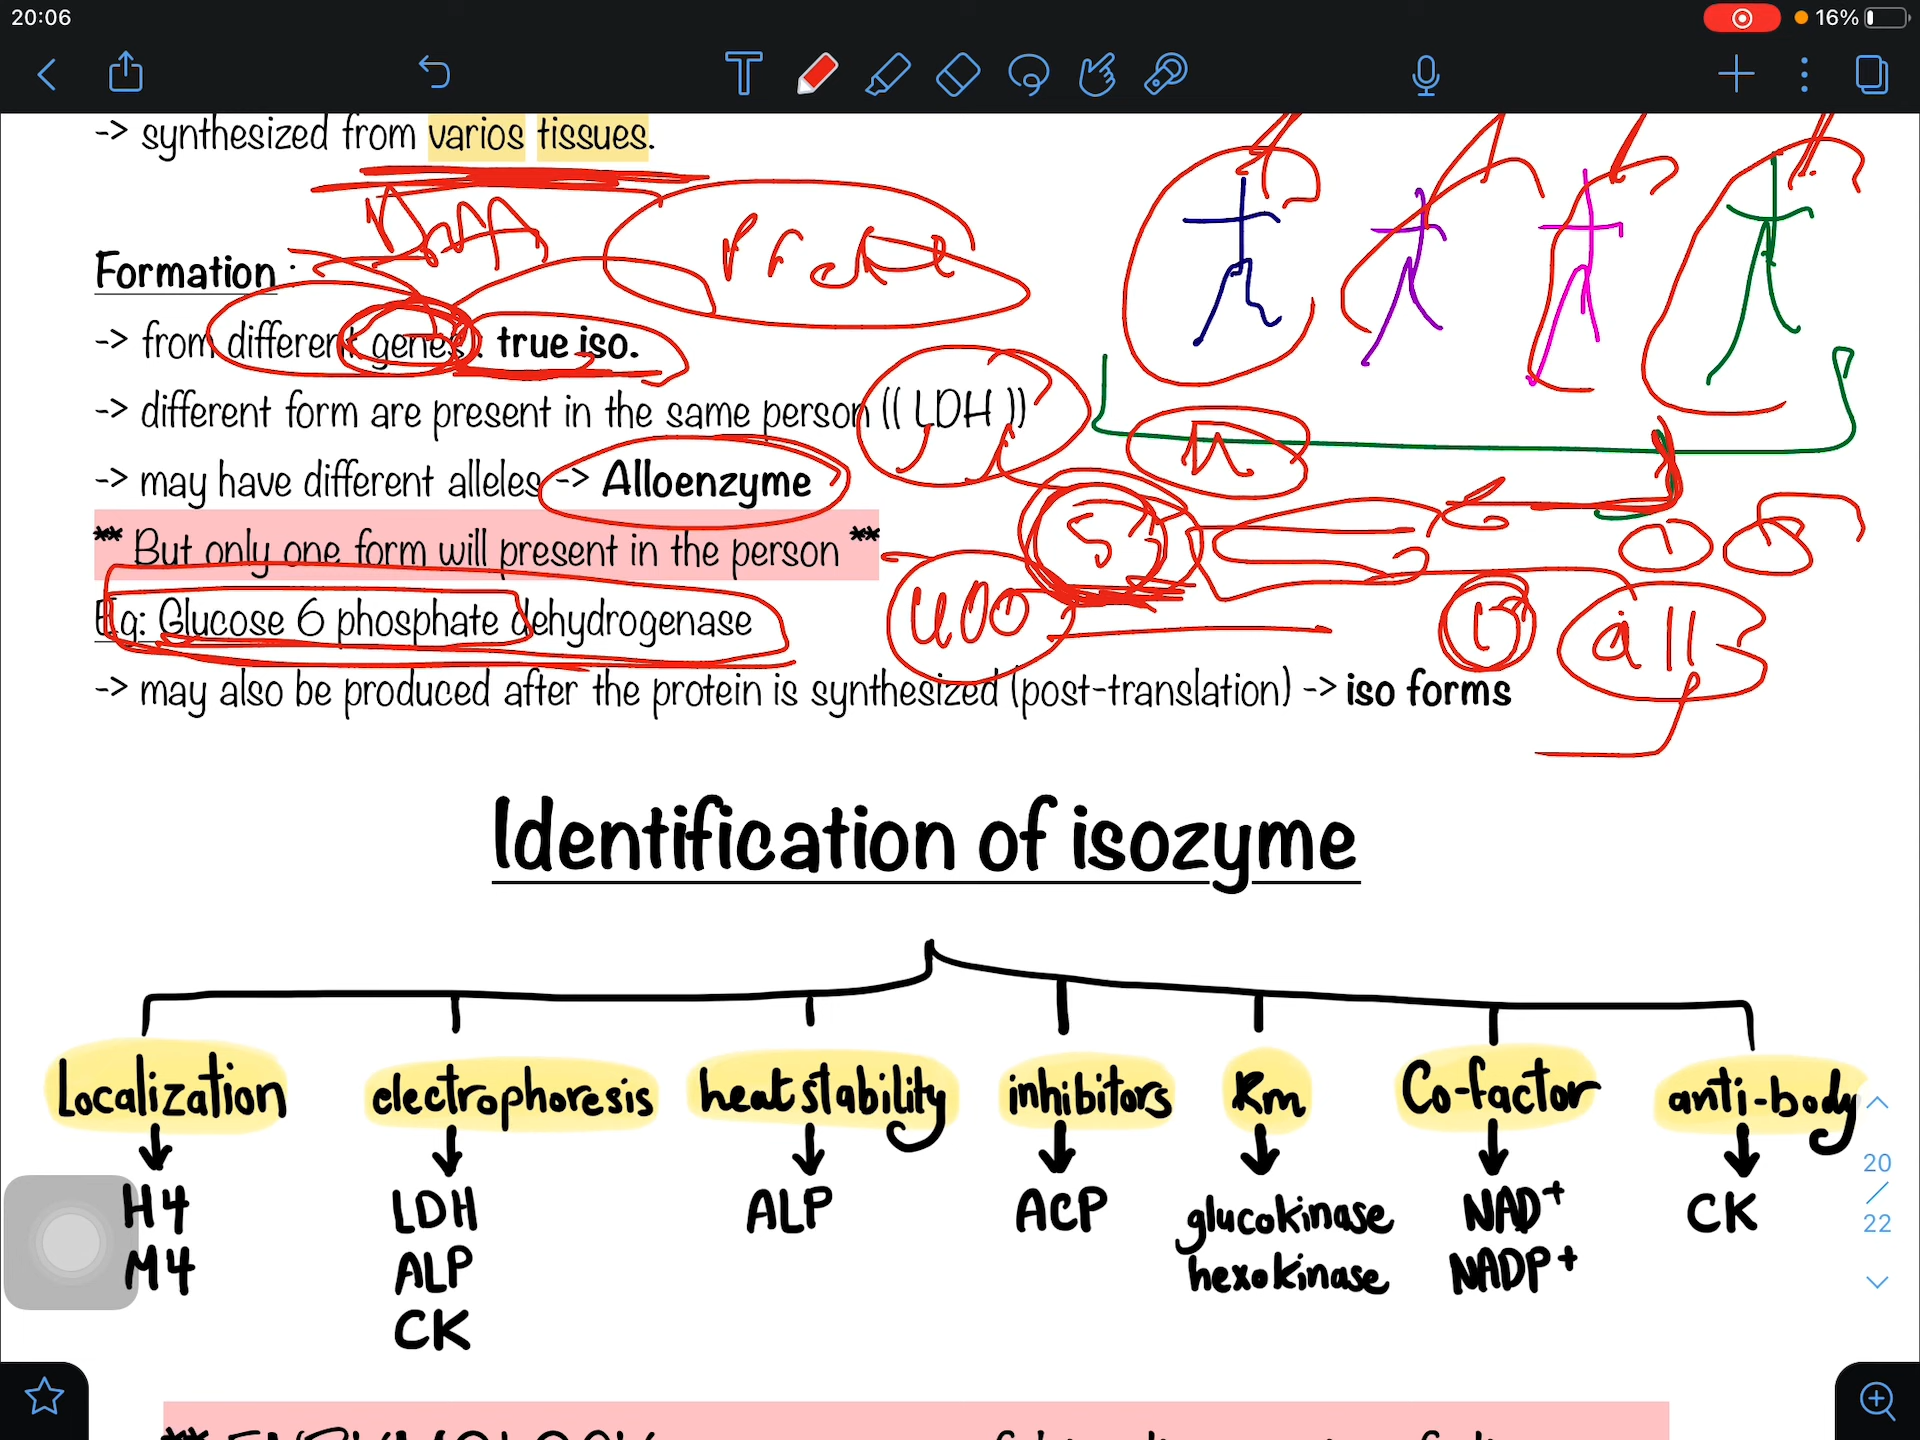 20:06
16%
-> synthesized from varios tissues.
Formation :
-> from different genes : true iso.
-> different form are present in the same person (( LDH ))
-> may have different alleles -> Alloenzyme
** But only one form will present in the person **
400
5
1
all
Eg: Glucose 6 phosphate dehydrogenase
-> may also be produced after the protein is synthesized (post-translation) -> iso forms
Identification of isozyme
Localization electrophoresis heat stability inhibitors Km Co-factor anti-body
H4 LDH ALP ACP glucokinase NAD+ CK
M4 ALP hexokinase NADP+
CK
20
/
22